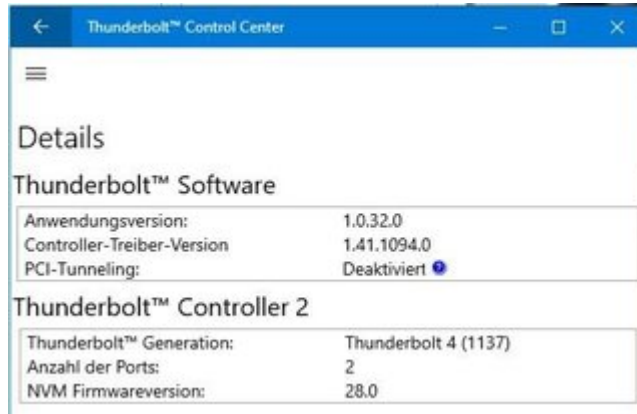 Thunderbolt™ Control Center
Details
Thunderbolt™ Software
Anwendungsversion: 1.0.32.0
Controller-Treiber-Version 1.41.1094.0
PCI-Tunneling: Deaktiviert ?
Thunderbolt™ Controller 2
Thunderbolt™ Generation: Thunderbolt 4 (1137)
Anzahl der Ports: 2
NVM Firmwareversion: 28.0